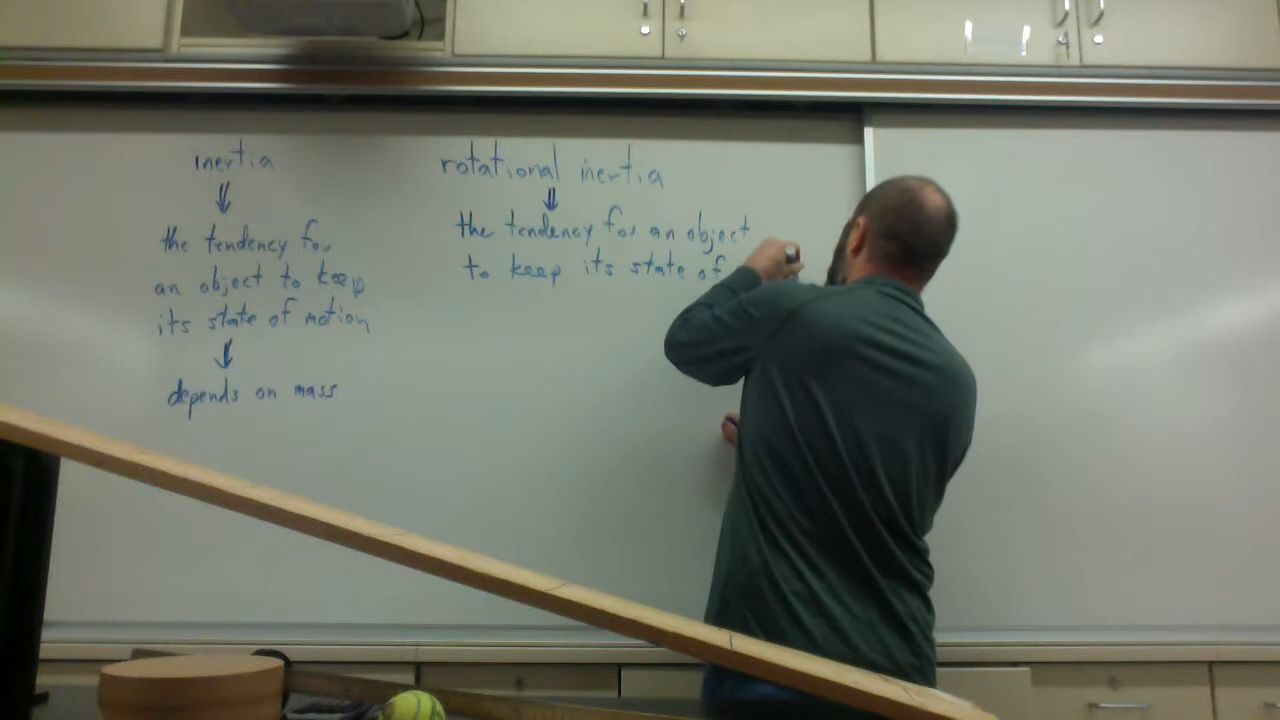 inertia
⇓
the tendency for
an object to keep
its state of motion
⇓
depends on mass
rotational inertia
⇓
the tendency for an object
to keep its state of